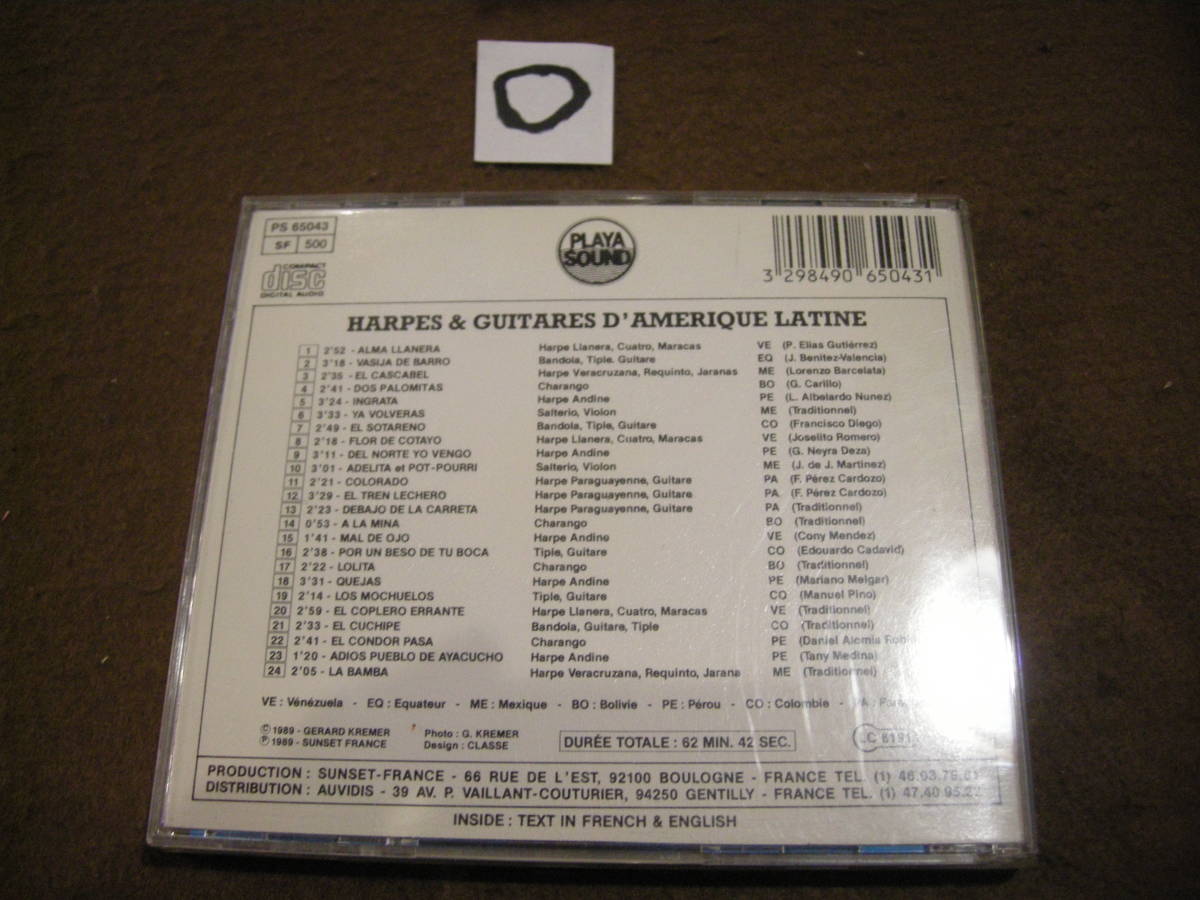 PS 65043
SF 500
COMPACT
disc
DIGITAL AUDIO
PLAYA
SOUND
3 298490 650431
HARPES & GUITARES D'AMERIQUE LATINE
1 2'52 - ALMA LLANERA Harpe Llanera, Cuatro, Maracas VE (P. Elias Gutiérrez)
2 3'18 - VASIJA DE BARRO Bandola, Tiple, Guitare EQ (J. Benitez-Valencia)
3 2'35 - EL CASCABEL Harpe Veracruzana, Requinto, Jaranas ME (Lorenzo Barcelata)
4 2'41 - DOS PALOMITAS Charango BO (G. Carillo)
5 3'24 - INGRATA Harpe Andine PE (L. Abelardo Nunez)
6 3'33 - YA VOLVERAS Salterio, Violon ME (Traditionnel)
7 2'49 - EL SOTARENO Bandola, Tiple, Guitare CO (Francisco Diego)
8 2'18 - FLOR DE COTAYO Harpe Llanera, Cuatro, Maracas VE (Joselito Romero)
9 3'11 - DEL NORTE YO VENGO Harpe Andine PE (G. Neyra Deza)
10 3'01 - ADELITA et POT-POURRI Salterio, Violon ME (J. de J. Martinez)
11 2'21 - COLORADO Harpe Paraguayenne, Guitare PA (F. Pérez Cardozo)
12 3'29 - EL TREN LECHERO Harpe Paraguayenne, Guitare PA (F. Pérez Cardozo)
13 2'23 - DEBAJO DE LA CARRETA Harpe Paraguayenne, Guitare PA (Traditionnel)
14 0'53 - A LA MINA Charango BO (Traditionnel)
15 1'41 - MAL DE OJO Harpe Andine VE (Cony Mendez)
16 2'38 - POR UN BESO DE TU BOCA Tiple, Guitare CO (Edouardo Cadavid)
17 2'22 - LOLITA Charango BO (Traditionnel)
18 3'31 - QUEJAS Harpe Andine PE (Mariano Melgar)
19 2'14 - LOS MOCHUELOS Tiple, Guitare CO (Manuel Pino)
20 2'59 - EL COPLERO ERRANTE Harpe Llanera, Cuatro, Maracas VE (Traditionnel)
21 2'33 - EL CUCHIPE Bandola, Guitare, Tiple CO (Traditionnel)
22 2'41 - EL CONDOR PASA Charango PE (Daniel Alomia
23 1'20 - ADIOS PUEBLO DE AYACUCHO Harpe Andine PE (Tany Medina)
24 2'05 - LA BAMBA Harpe Veracruzana, Requinto, Jarana ME (Traditionnel)
VE : Vénézuela - EQ : Equateur - ME : Mexique - BO : Bolivie - PE : Pérou - CO : Colombie - PA :
© 1989 - GERARD KREMER Photo : G. KREMER
℗ 1989 - SUNSET FRANCE Design : CLASSE
DURÉE TOTALE : 62 MIN. 42 SEC.
PRODUCTION : SUNSET-FRANCE - 66 RUE DE L'EST, 92100 BOULOGNE - FRANCE TEL. (1)
DISTRIBUTION : AUVIDIS - 39 AV. P. VAILLANT-COUTURIER, 94250 GENTILLY - FRANCE TEL. (1)
INSIDE : TEXT IN FRENCH & ENGLISH